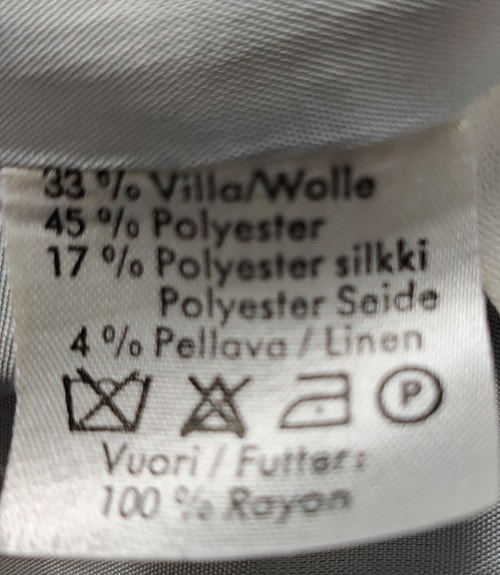 33 % Villa/Wolle
45 % Polyester
17 % Polyester silkki
Polyester Seide
4 % Pellava / Linen
P
Vuori / Futter:
100 % Rayon